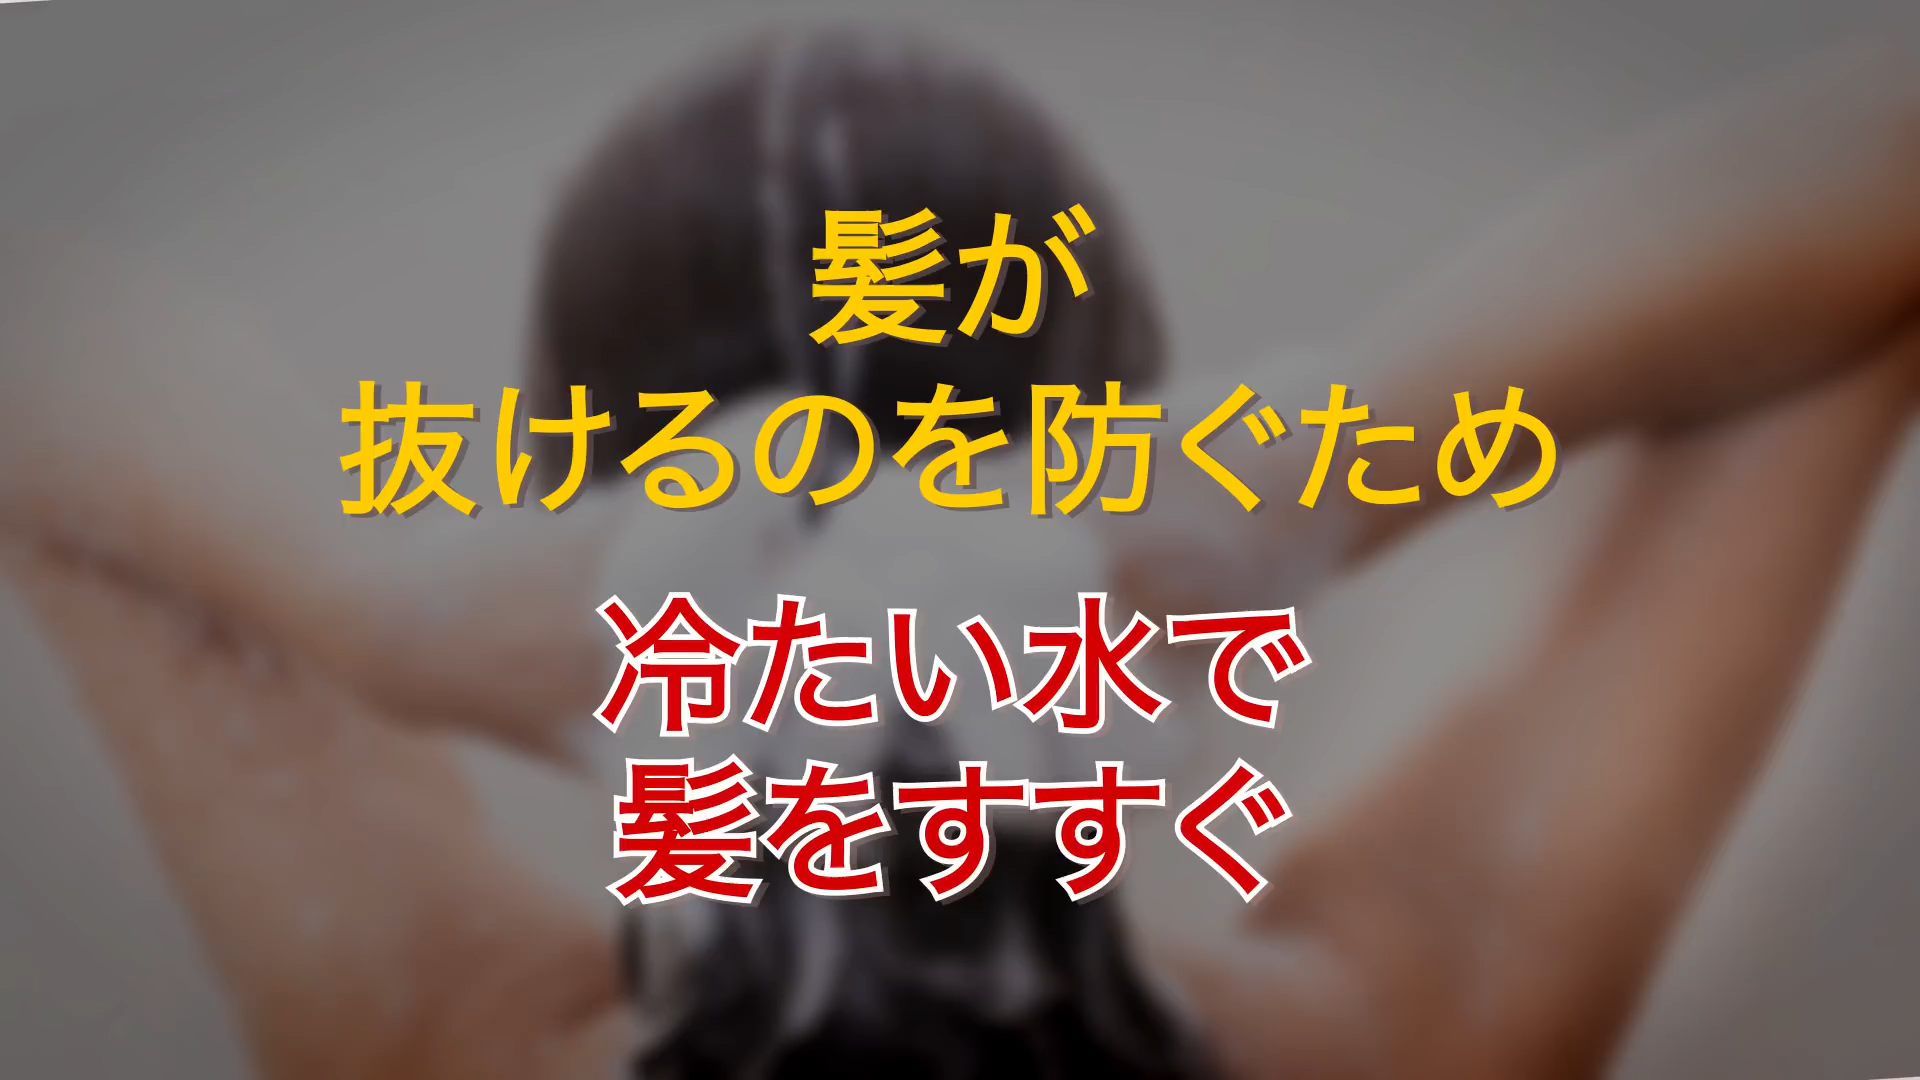 髪が
抜けるのを防ぐため
冷たい水で
髪をすすぐ